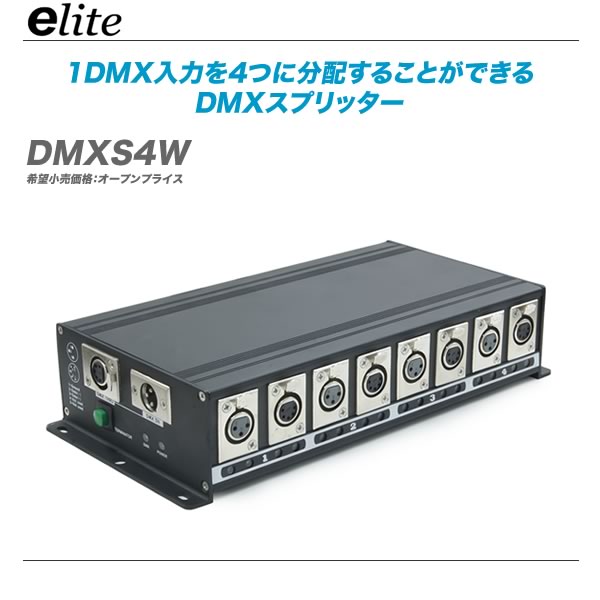 elite
1DMX入力を4つに分配することができる
DMXスプリッター
DMXS4W
希望小売価格:オープンプライス
1 2 3 4